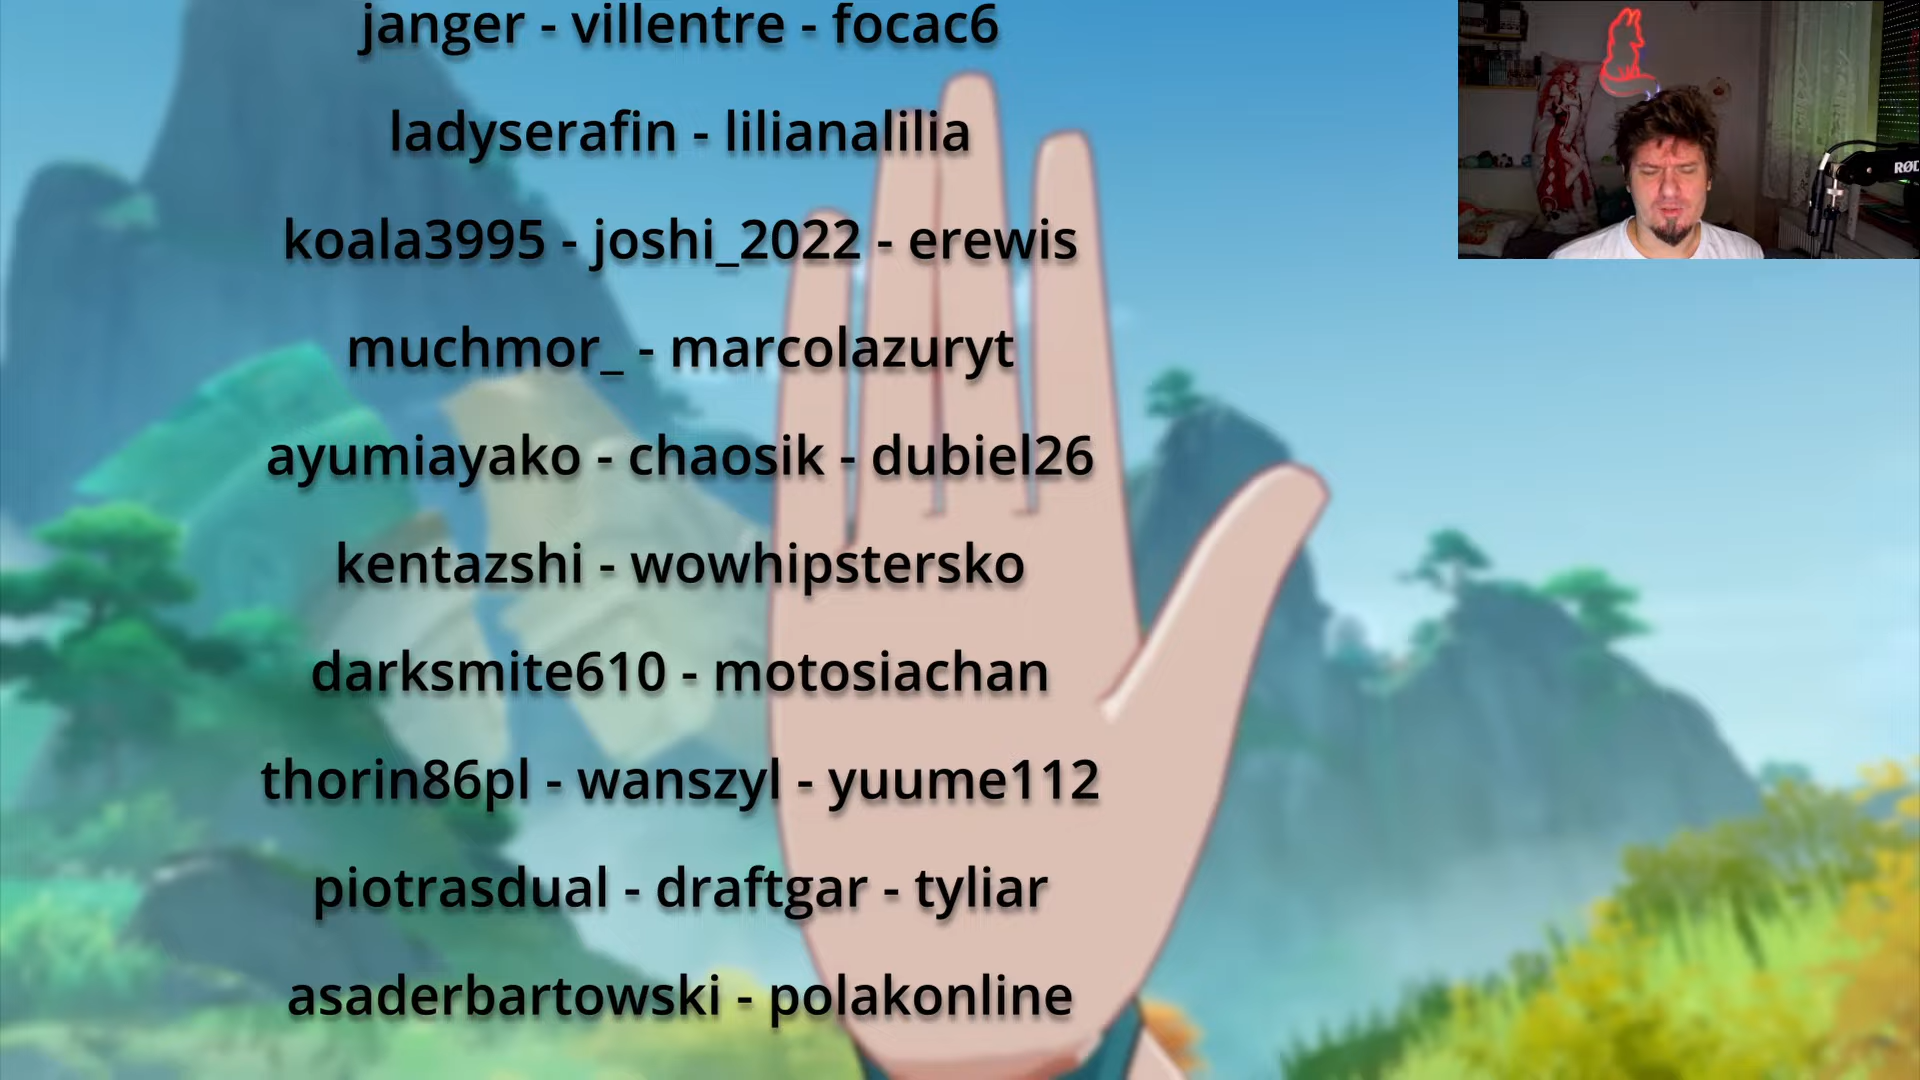 janger - villentre - focac6
ladyserafin - lilianalilia
koala3995 - joshi_2022 - erewis
muchmor_ - marcolazuryt
ayumiayako - chaosik - dubiel26
kentazshi - wowhipstersko
darksmite610 - motosiachan
thorin86pl - wanszyl - yuume112
piotrasdual - draftgar - tyliar
asaderbartowski - polakonline